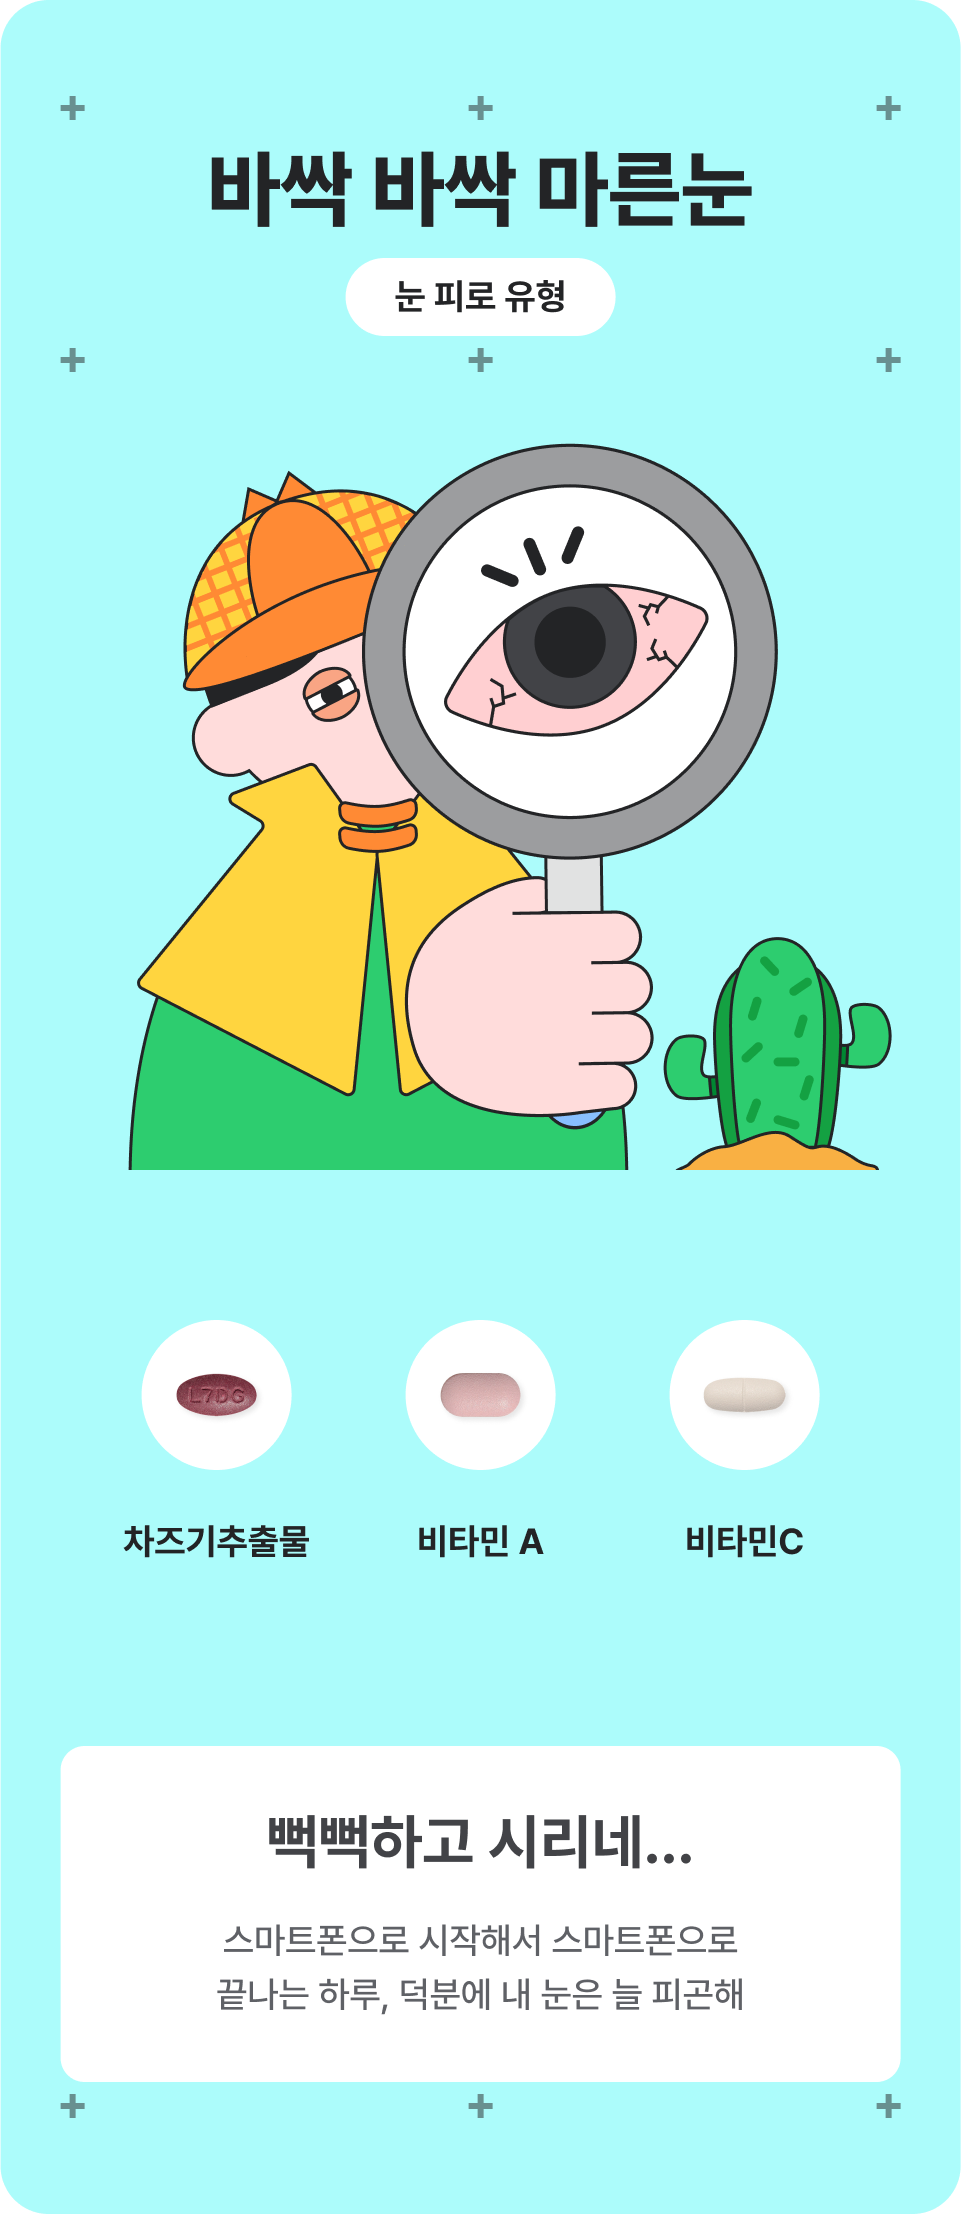 바싹 바싹 마른눈
눈 피로 유형
L7DG
차즈기추출물
비타민 A
비타민C
뻑뻑하고 시리네...
스마트폰으로 시작해서 스마트폰으로
끝나는 하루, 덕분에 내 눈은 늘 피곤해